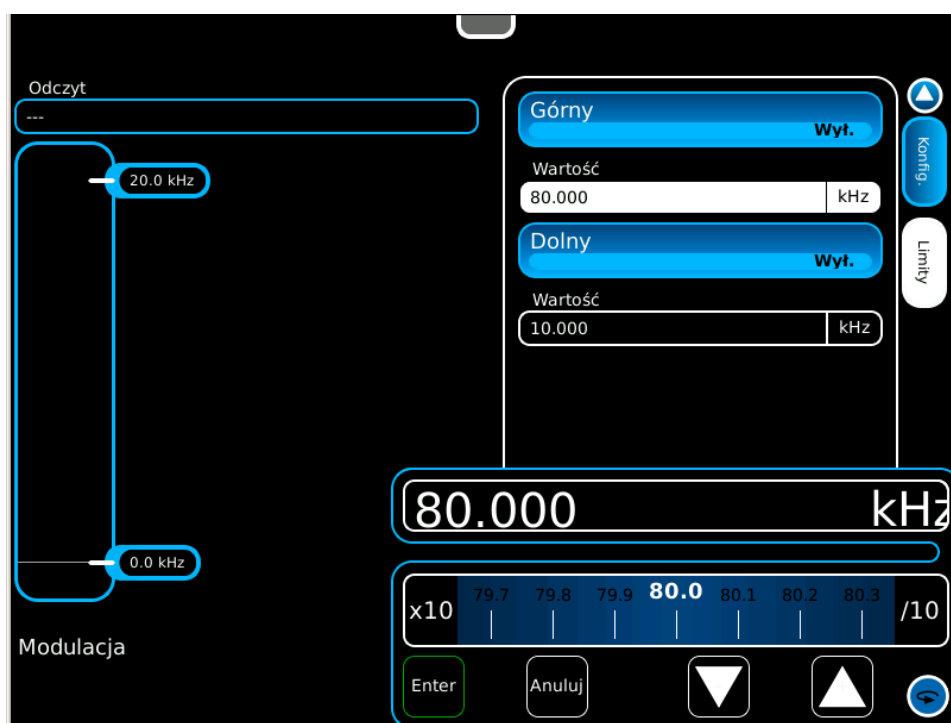 Odczyt
---
20.0 kHz
0.0 kHz
Modulacja
Górny
Wył.
Wartość
80.000 kHz
Dolny
Wył.
Wartość
10.000 kHz
Konfig.
Limity
80.000 kHz
x10 79.7 79.8 79.9 80.0 80.1 80.2 80.3 /10
Enter Anuluj